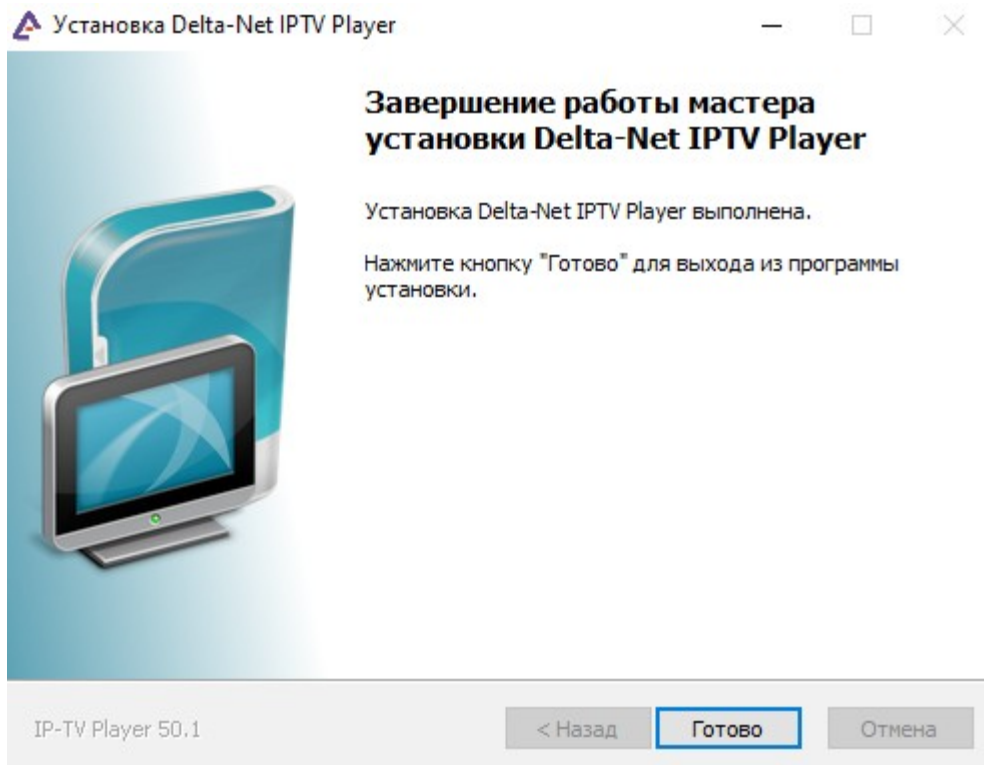 Установка Delta-Net IPTV Player
Завершение работы мастера
установки Delta-Net IPTV Player
Установка Delta-Net IPTV Player выполнена.
Нажмите кнопку "Готово" для выхода из программы
установки.
IP-TV Player 50.1
< Назад
Готово
Отмена